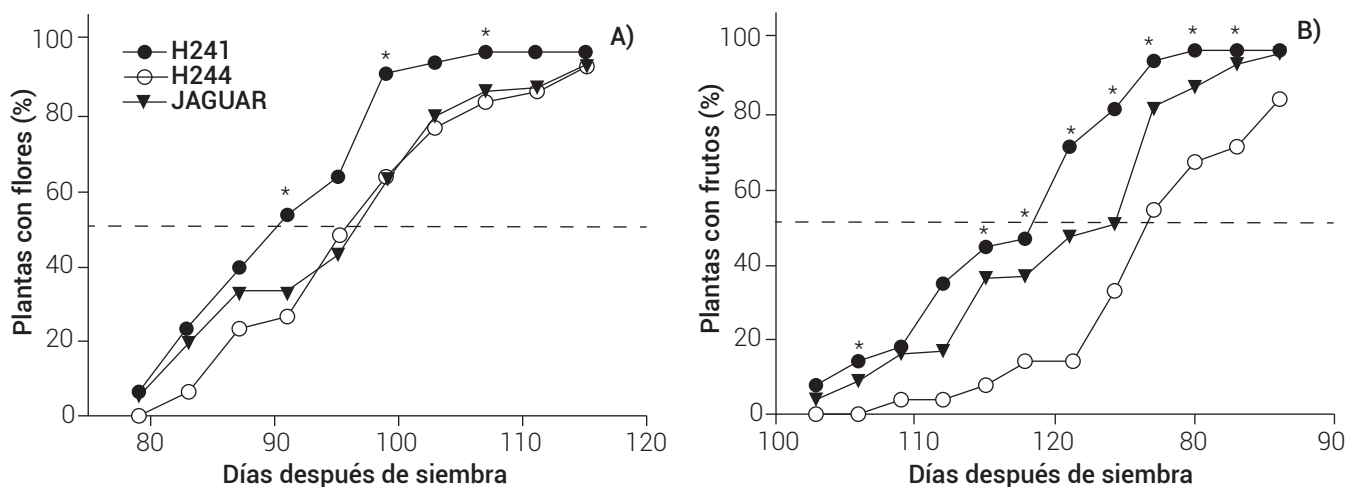 A)
H241
H244
JAGUAR
Plantas con flores (%)
100
80
60
40
20
0
80 90 100 110 120
Días después de siembra
*
*
*
B)
Plantas con frutos (%)
100
80
60
40
20
0
100 110 120 80 90
Días después de siembra
*
*
*
*
*
*
*
*